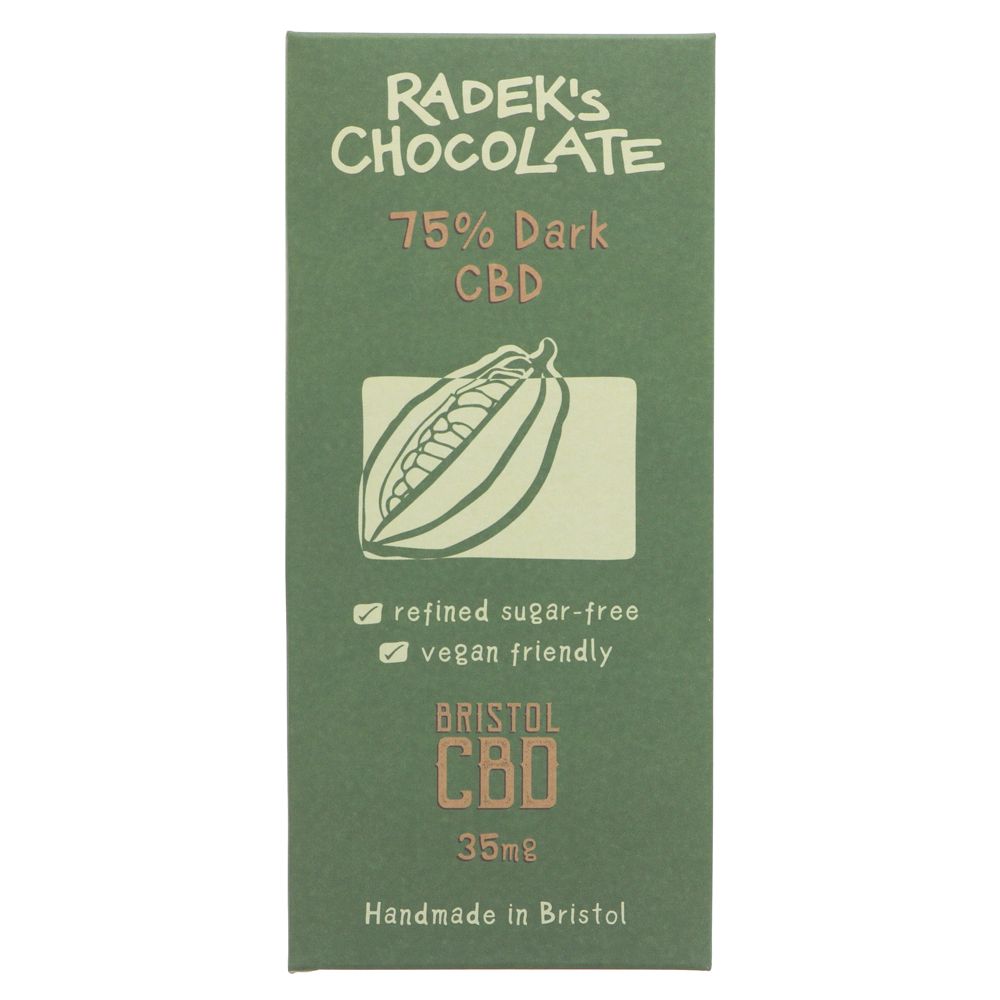 RADEK's
CHOCOLATE
75% Dark
CBD
refined sugar-free
vegan friendly
BRISTOL
CBD
35mg
Handmade in Bristol